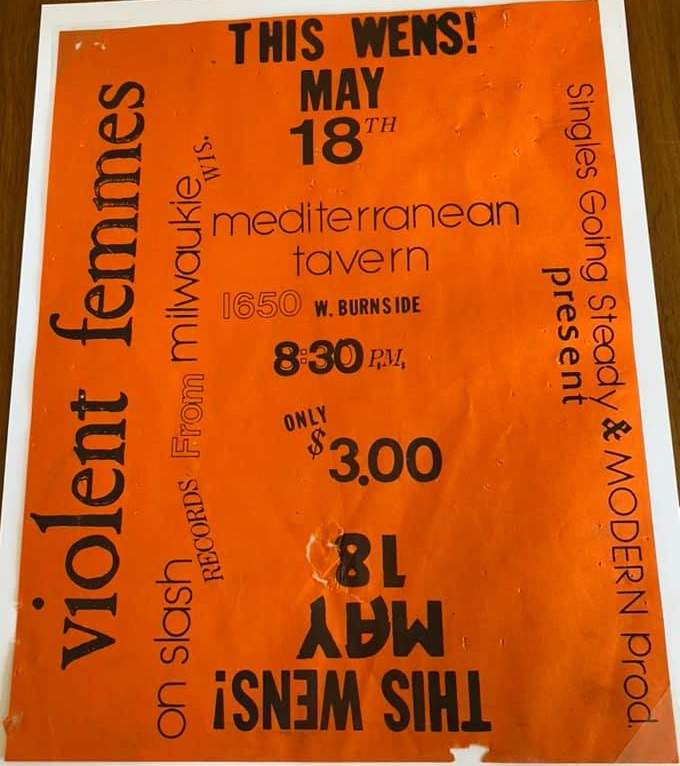 THIS WENS!
MAY
18TH
mediterranean
tavern
1650 W. BURNSIDE
8:30 P.M.
ONLY
$3.00
18
MAY
THIS WENS!
violent femmes
on slash RECORDS From milwaukie WIS.
Singles Going Steady & MODERN prod.
present